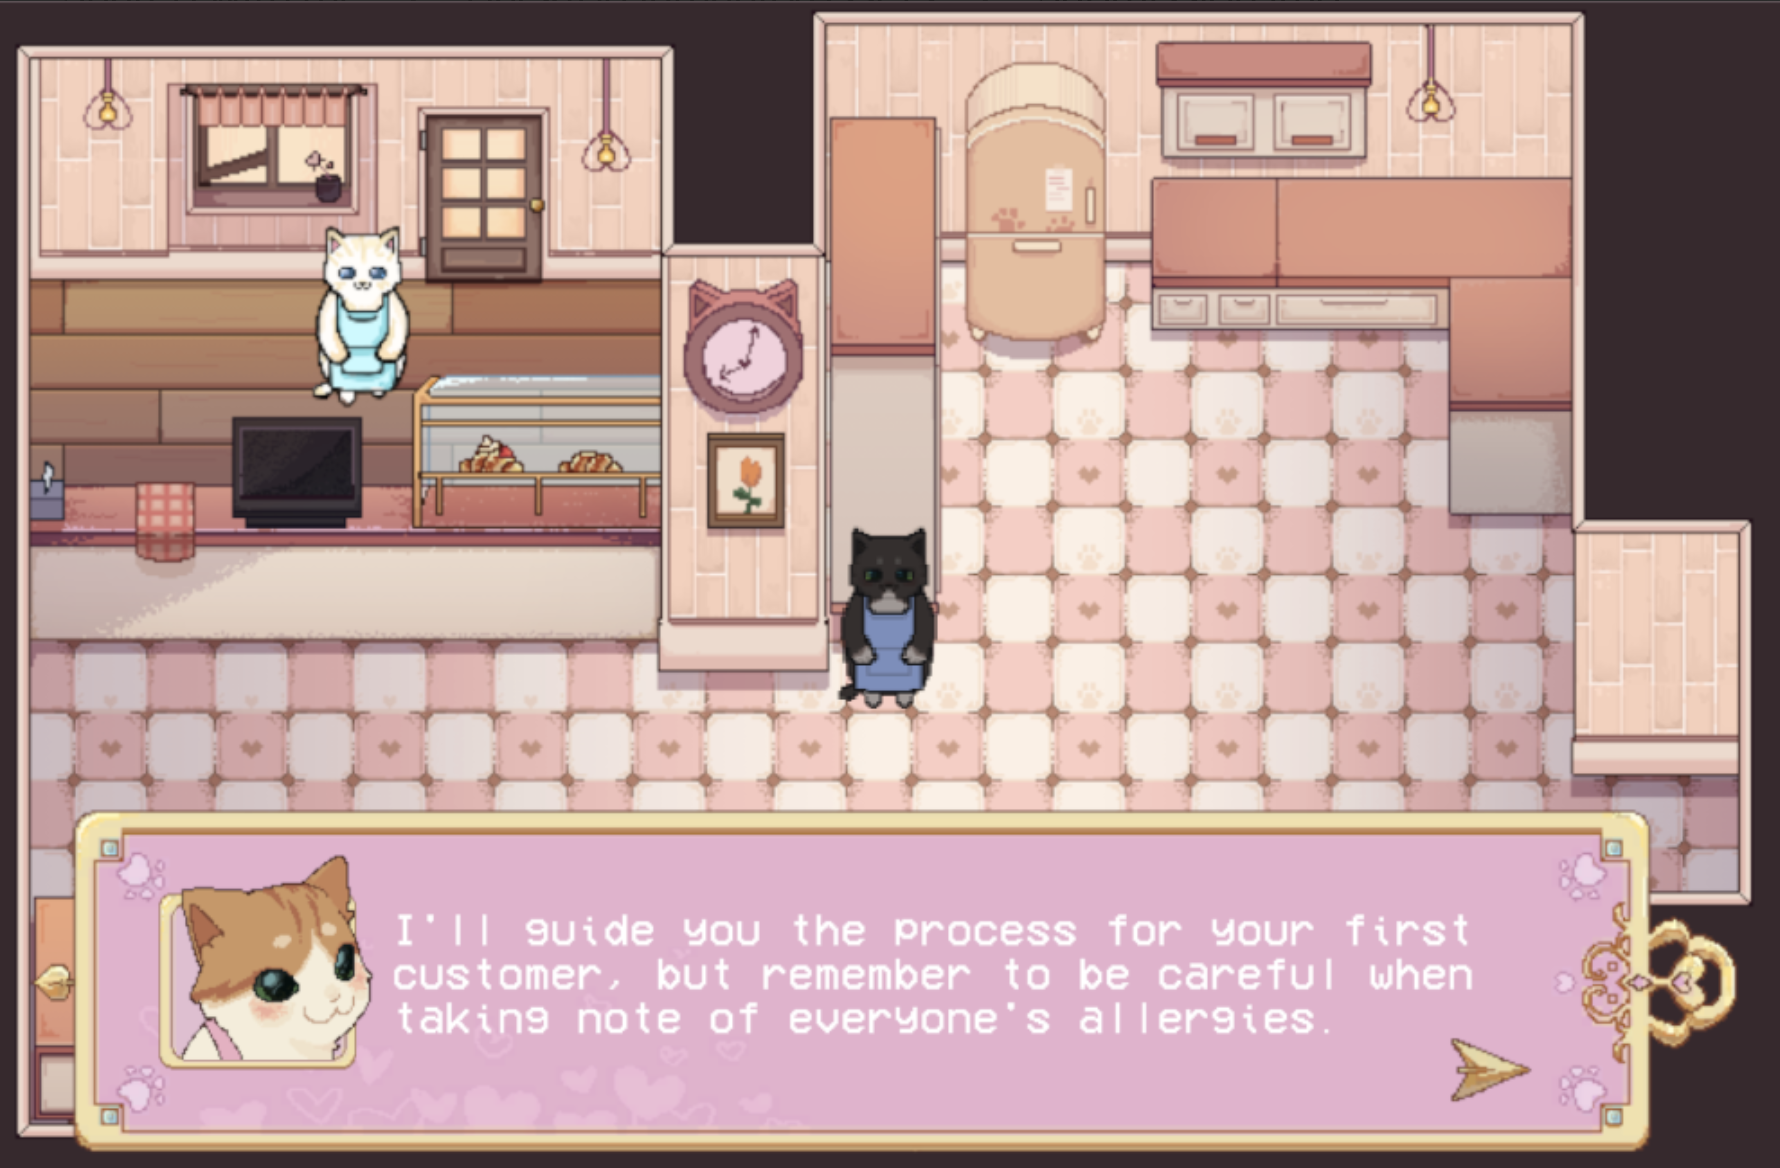 I'll guide you the process for your first
customer, but remember to be careful when
taking note of everyone's allergies.